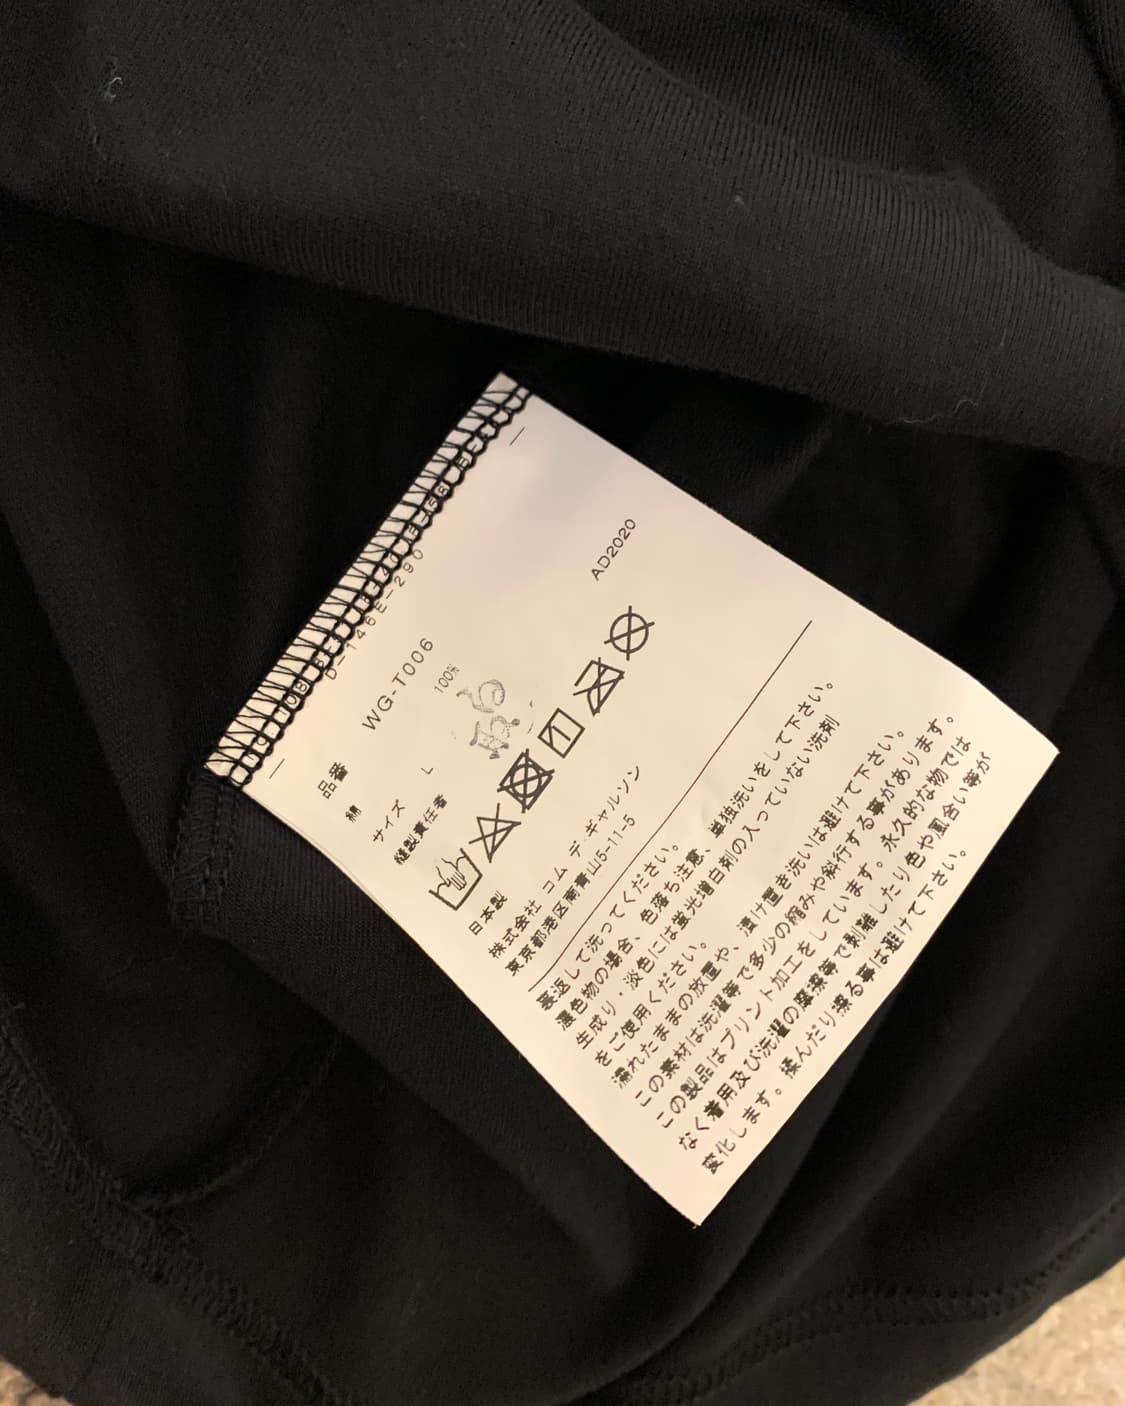 D-146E-290
品番 WG-T006
綿 100%
サイズ L
縫製責任者
AD2020
日本製
株式会社 コム デ ギャルソン
東京都港区南青山5-11-5
裏返して洗ってください。
濃色物の場合、色落ち注意、単独洗いをして下さい。
生成り・淡色には蛍光増白剤の入っていない洗剤
をご使用ください。
濡れたままの放置や、漬け置き洗いは避けて下さい。
この素材は洗濯等で多少の縮みや斜行する事があります。
この製品はプリント加工をしています。永久的な物では
なく着用及び洗濯の摩擦等で剥離したり色や風合い等が
変化します。揉んだり擦る事は避けて下さい。